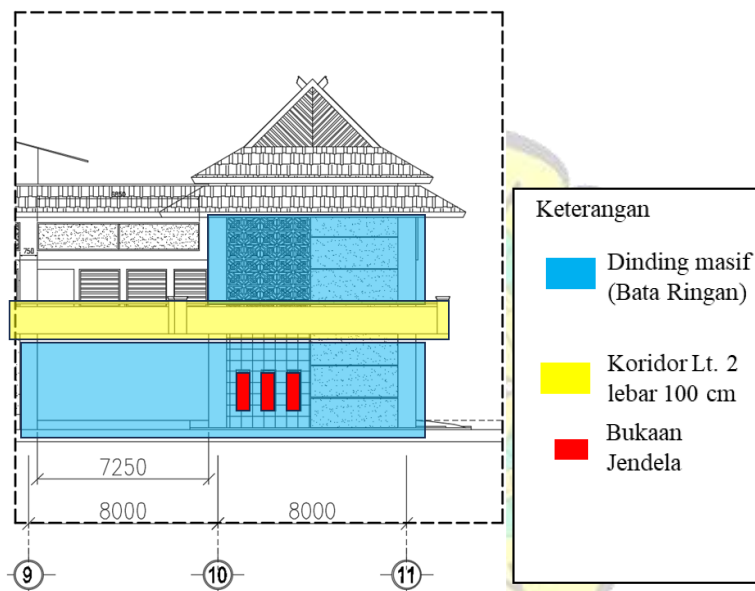 5850
750
7250
8000
8000
9
10
11
Keterangan
Dinding masif
(Bata Ringan)
Koridor Lt. 2
lebar 100 cm
Bukaan
Jendela